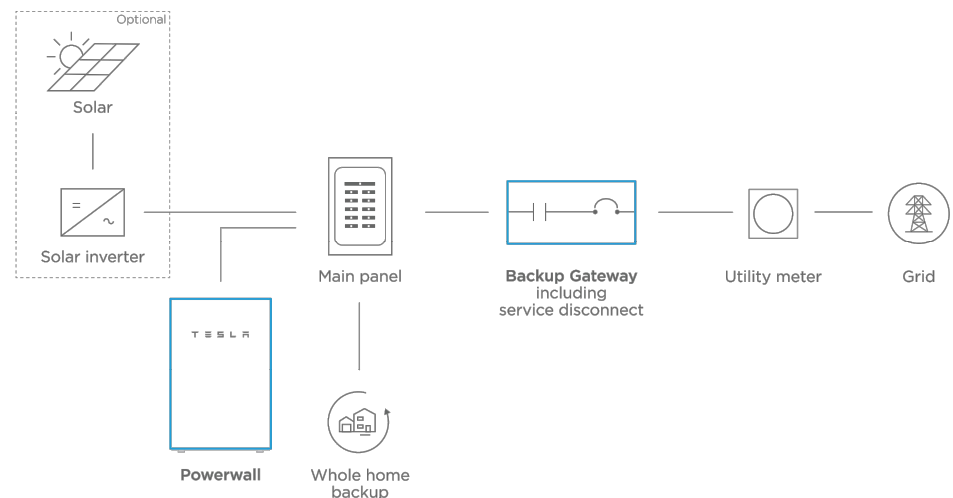 Optional
Solar
Solar inverter
Main panel
Backup Gateway
including
service disconnect
Utility meter
Grid
TESLA
Powerwall
Whole home
backup